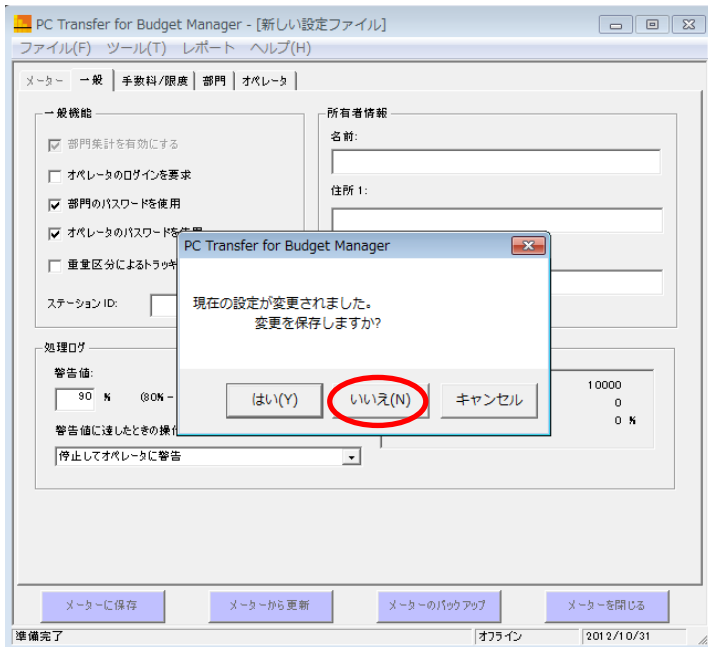 PC Transfer for Budget Manager - [新しい設定ファイル]
ファイル(F) ツール(T) レポート ヘルプ(H)
メーター 一般 手数料/限度 部門 オペレータ
一般機能
部門集計を有効にする
オペレータのログインを要求
部門のパスワードを使用
オペレータのパスワードを使用
重量区分によるトラッキ
ステーション ID:
所有者情報
名前:
住所 1:
PC Transfer for Budget Manager
現在の設定が変更されました。
変更を保存しますか?
はい(Y) いいえ(N) キャンセル
処理ログ
警告値:
90 % (80% -
警告値に達したときの操作
停止してオペレータに警告
10000
0
0 %
メーターに保存 メーターから更新 メーターのバックアップ メーターを閉じる
準備完了 オフライン 2012/10/31